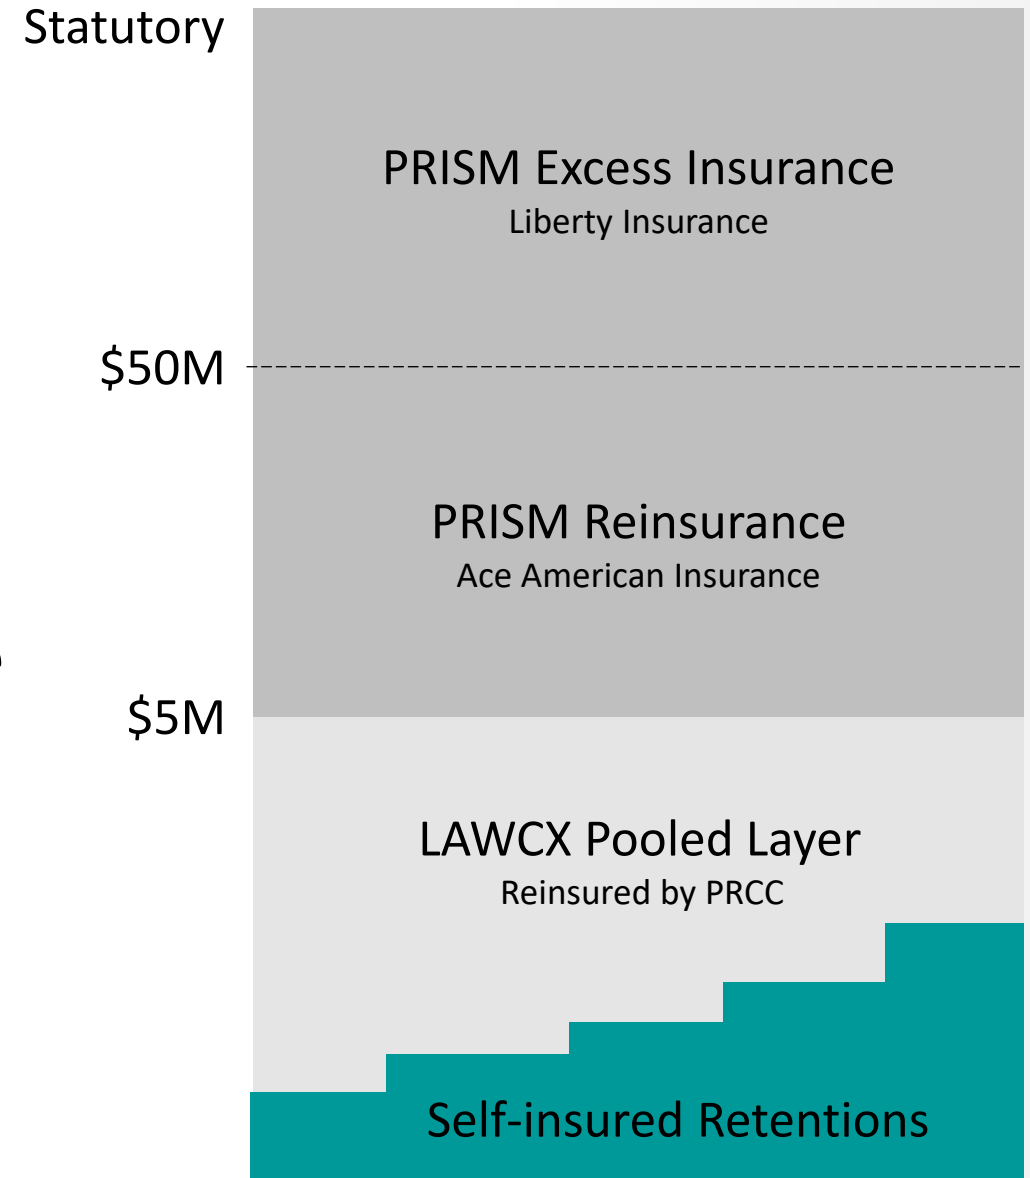 Statutory
PRISM Excess Insurance
Liberty Insurance
$50M
PRISM Reinsurance
Ace American Insurance
$5M
LAWCX Pooled Layer
Reinsured by PRCC
Self-insured Retentions